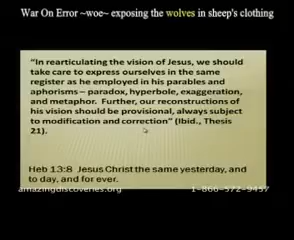 War On Error ~woe~ exposing the wolves in sheep's clothing
“In rearticulating the vision of Jesus, we should
take care to express ourselves in the same
register as he employed in his parables and
aphorisms – paradox, hyperbole, exaggeration,
and metaphor. Further, our reconstructions of
his vision should be provisional, always subject
to modification and correction” (Ibid., Thesis
21).
Heb 13:8 Jesus Christ the same yesterday, and
to day, and for ever.
amazingdiscoveries.org 1-866-572-9457